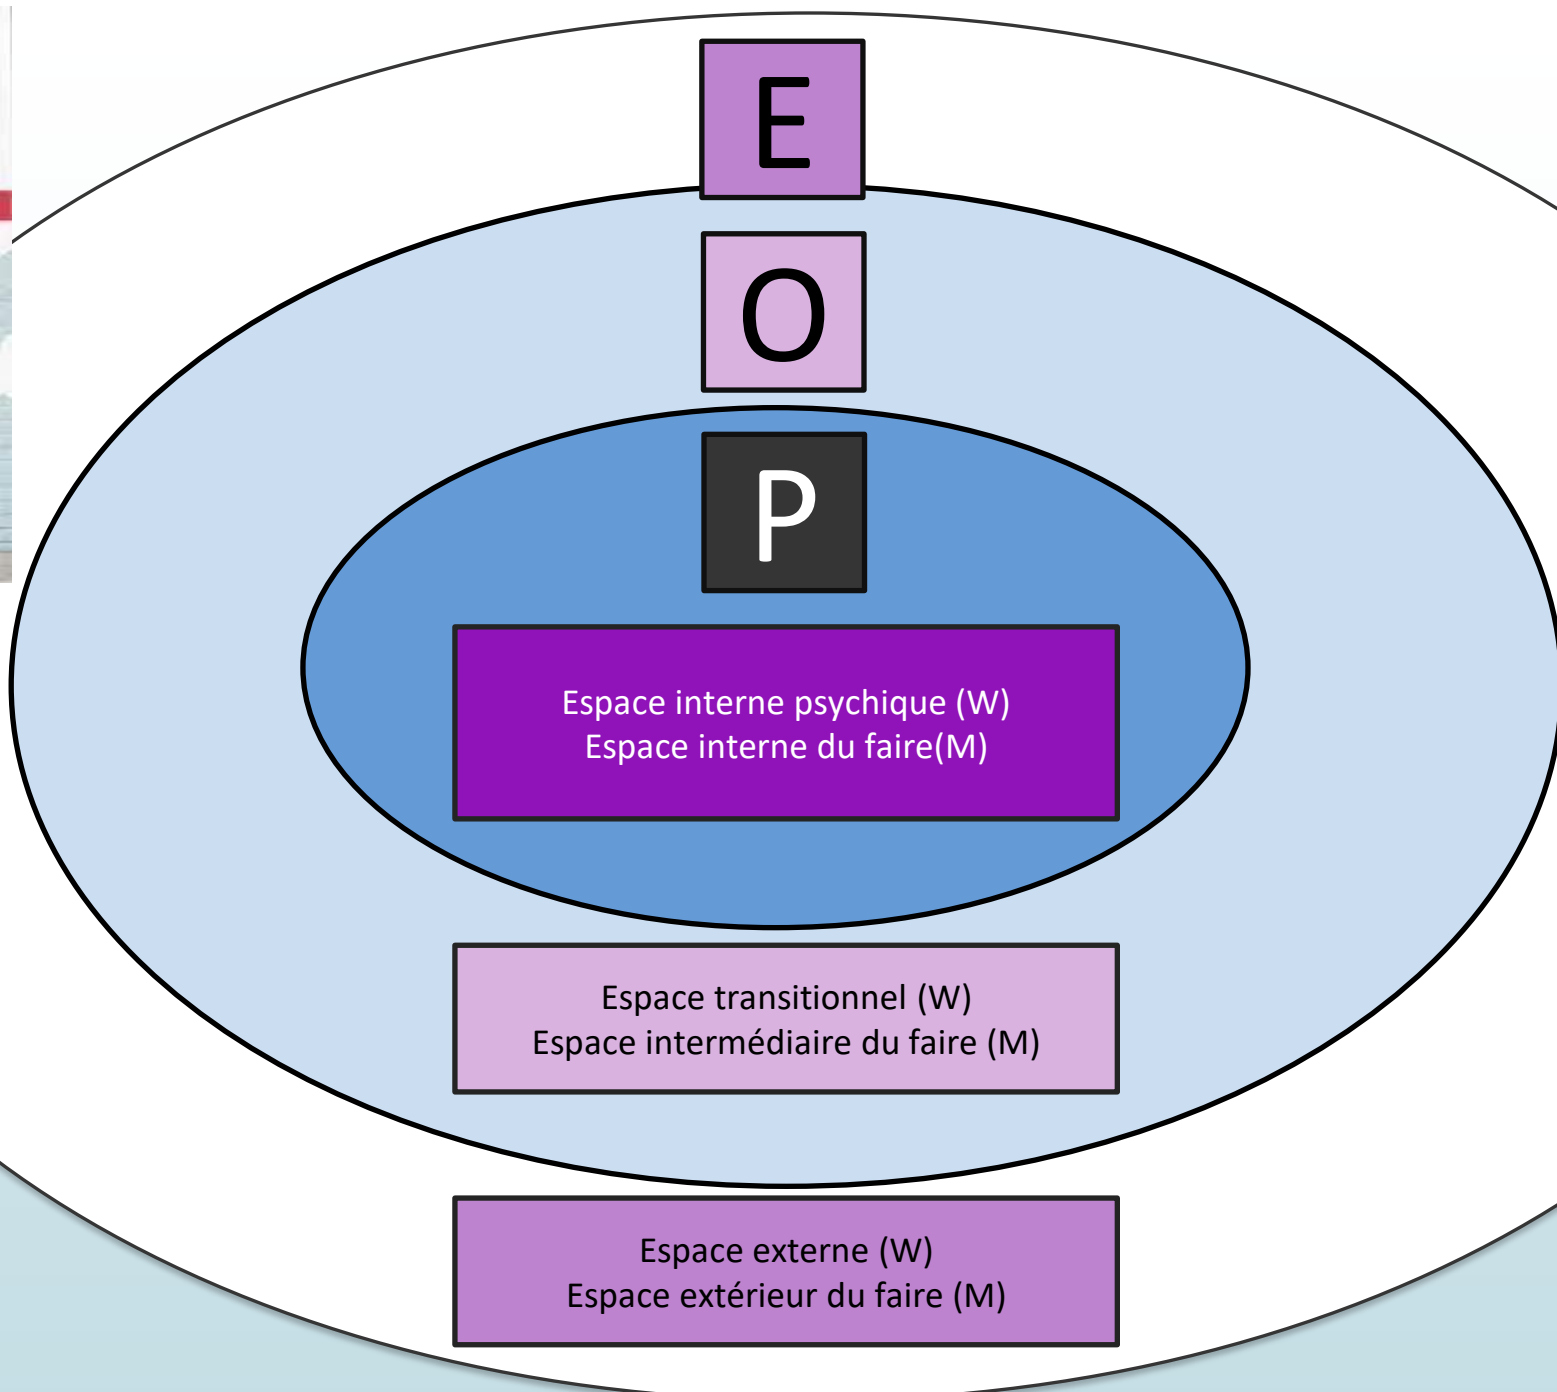 E
O
P
Espace interne psychique (W)
Espace interne du faire(M)
Espace transitionnel (W)
Espace intermédiaire du faire (M)
Espace externe (W)
Espace extérieur du faire (M)